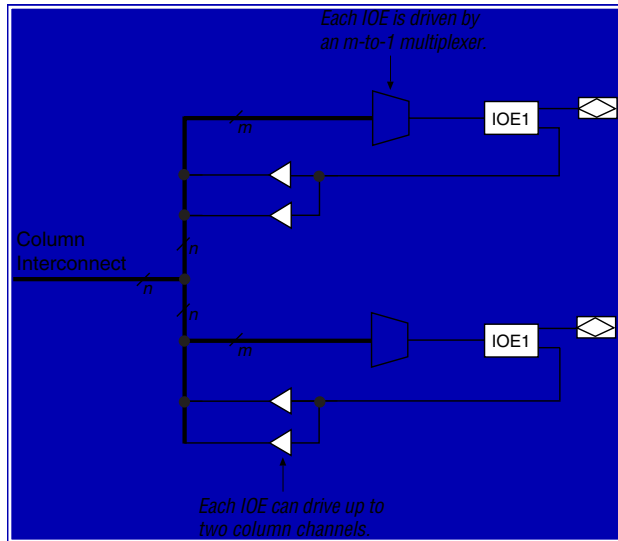 Each IOE is driven by
an m-to-1 multiplexer.
m
IOE1
n
Column
Interconnect
n
n
m
IOE1
Each IOE can drive up to
two column channels.